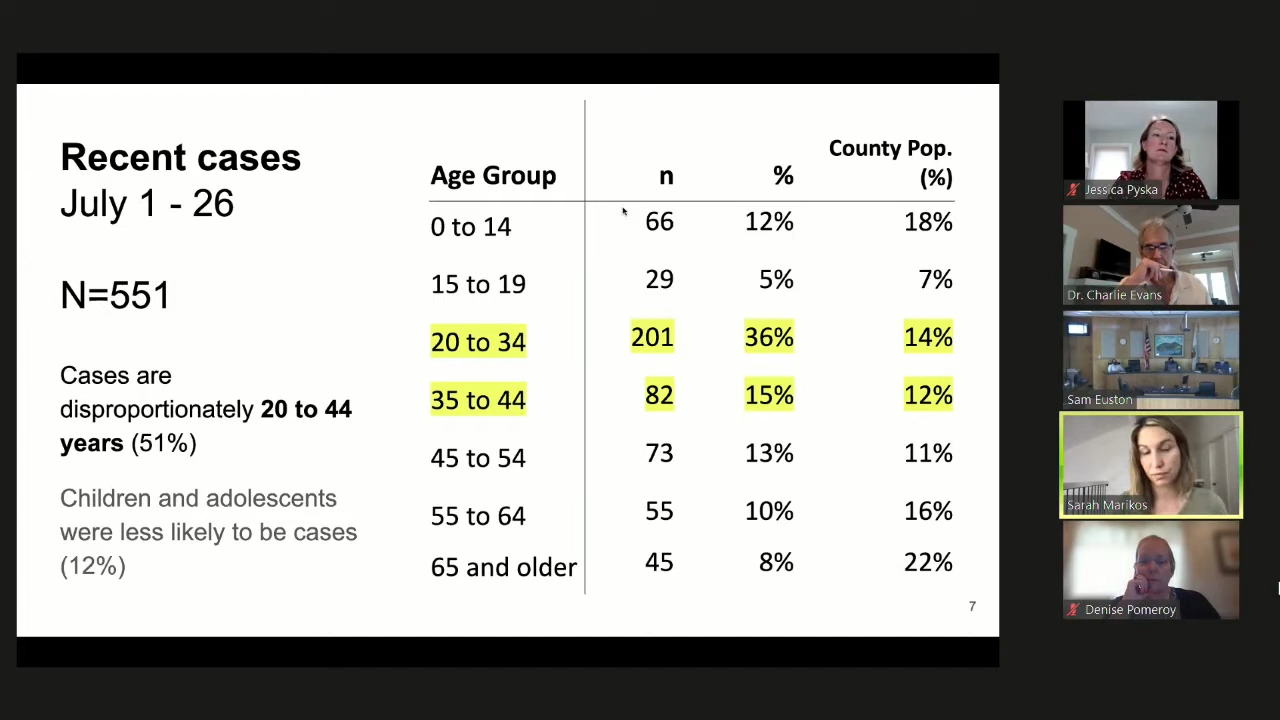 Recent cases
July 1 - 26
N=551
Cases are
disproportionately 20 to 44
years (51%)
Children and adolescents
were less likely to be cases
(12%)
Age Group n % County Pop. (%)
0 to 14 66 12% 18%
15 to 19 29 5% 7%
20 to 34 201 36% 14%
35 to 44 82 15% 12%
45 to 54 73 13% 11%
55 to 64 55 10% 16%
65 and older 45 8% 22%
7
Jessica Pyska
Dr. Charlie Evans
Sam Euston
Sarah Marikos
Denise Pomeroy